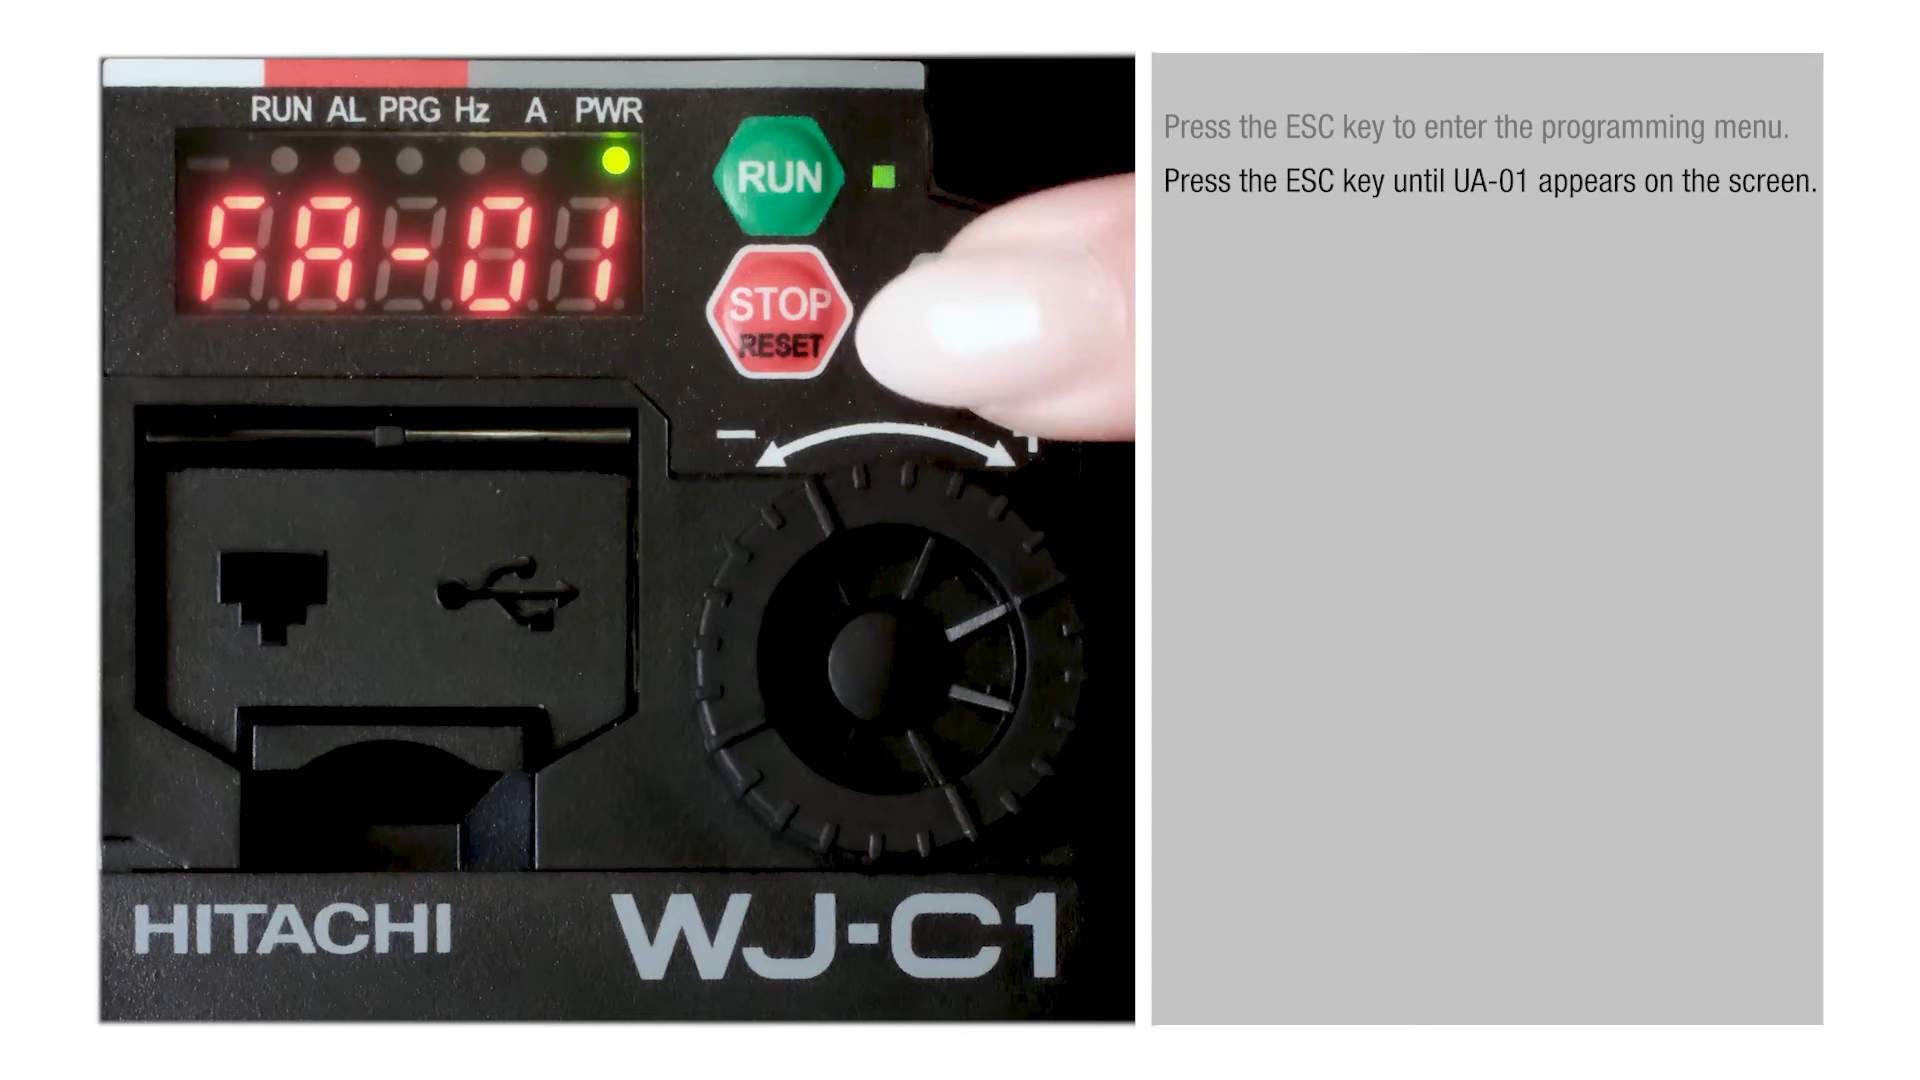 RUN AL PRG Hz A PWR
FA-01
RUN
STOP
RESET
- +
HITACHI WJ-C1
Press the ESC key to enter the programming menu.
Press the ESC key until UA-01 appears on the screen.